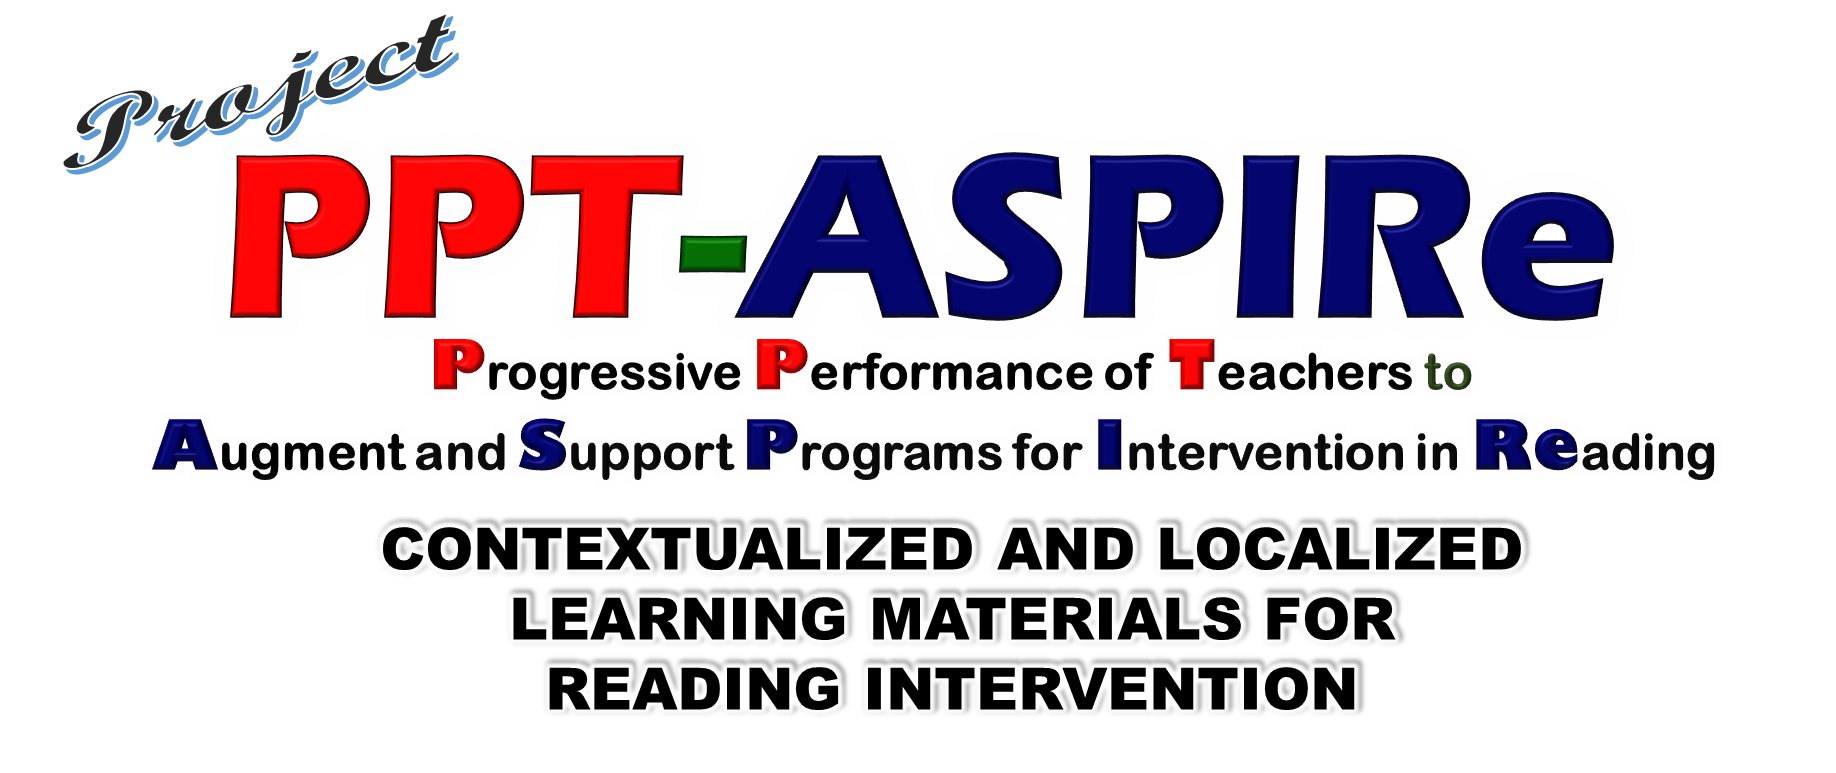 Project
PPT-ASPIRe
Progressive Performance of Teachers to
Augment and Support Programs for Intervention in Reading
CONTEXTUALIZED AND LOCALIZED
LEARNING MATERIALS FOR
READING INTERVENTION